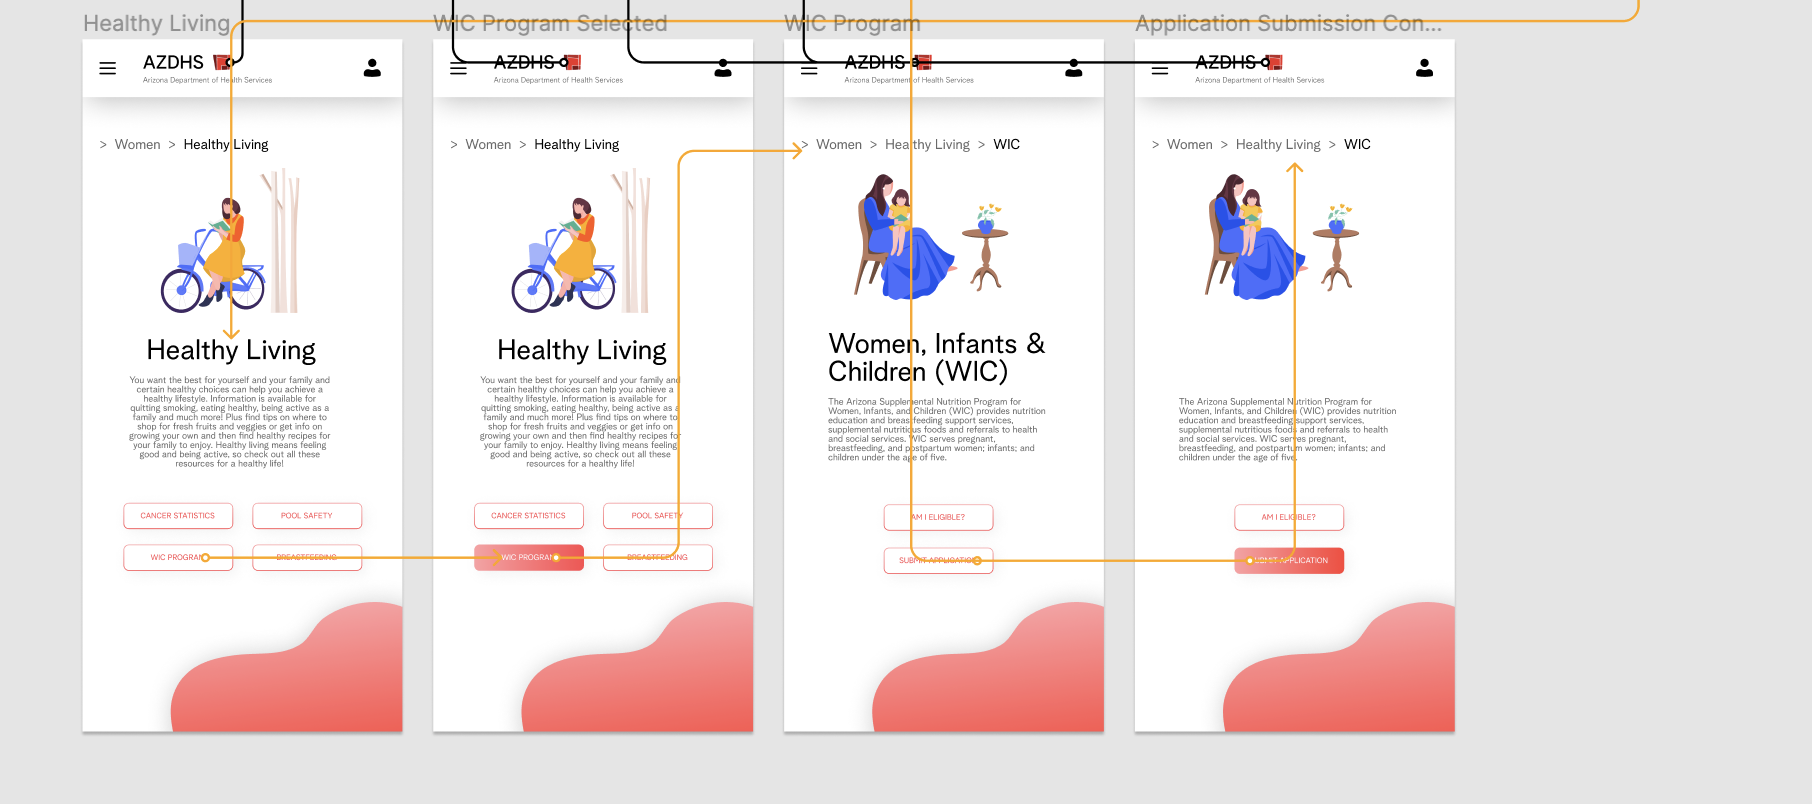 Healthy Living
AZDHS
Arizona Department of Health Services
> Women > Healthy Living
Healthy Living
You want the best for yourself and your family and
certain healthy choices can help you achieve a
healthy lifestyle. Information is available for
quitting smoking, eating healthy, being active as a
family and much more! Plus find tips on where to
shop for fresh fruits and veggies or get info on
growing your own and then find healthy recipes for
your family to enjoy. Healthy living means feeling
good and being active, so check out all these
resources for a healthy life!
CANCER STATISTICS
POOL SAFETY
WIC PROGRAM
BREASTFEEDING
WIC Program Selected
AZDHS
Arizona Department of Health Services
> Women > Healthy Living
Healthy Living
You want the best for yourself and your family and
certain healthy choices can help you achieve a
healthy lifestyle. Information is available for
quitting smoking, eating healthy, being active as a
family and much more! Plus find tips on where to
shop for fresh fruits and veggies or get info on
growing your own and then find healthy recipes for
your family to enjoy. Healthy living means feeling
good and being active, so check out all these
resources for a healthy life!
CANCER STATISTICS
POOL SAFETY
WIC PROGRAM
BREASTFEEDING
WIC Program
AZDHS
Arizona Department of Health Services
> Women > Healthy Living > WIC
Women, Infants &
Children (WIC)
The Arizona Supplemental Nutrition Program for
Women, Infants, and Children (WIC) provides nutrition
education and breastfeeding support services,
supplemental nutritious foods and referrals to health
and social services. WIC serves pregnant,
breastfeeding, and postpartum women; infants; and
children under the age of five.
AM I ELIGIBLE?
SUBMIT APPLICATION
Application Submission Con...
AZDHS
Arizona Department of Health Services
> Women > Healthy Living > WIC
The Arizona Supplemental Nutrition Program for
Women, Infants, and Children (WIC) provides nutrition
education and breastfeeding support services,
supplemental nutritious foods and referrals to health
and social services. WIC serves pregnant,
breastfeeding, and postpartum women; infants; and
children under the age of five.
AM I ELIGIBLE?
SUBMIT APPLICATION